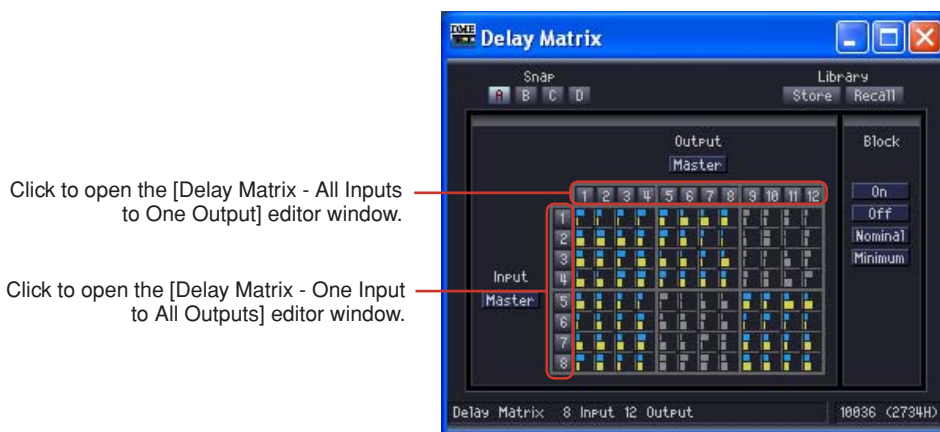 DME Delay Matrix
Snap
Library
A B C D
Store Recall
Output
Block
Master
Click to open the [Delay Matrix - All Inputs
to One Output] editor window.
1 2 3 4 5 6 7 8 9 10 11 12
On
1
Off
2
Nominal
3
Minimum
Input
4
Click to open the [Delay Matrix - One Input
to All Outputs] editor window.
Master
5
6
7
8
Delay Matrix 8 Input 12 Output
10036 (2734H)